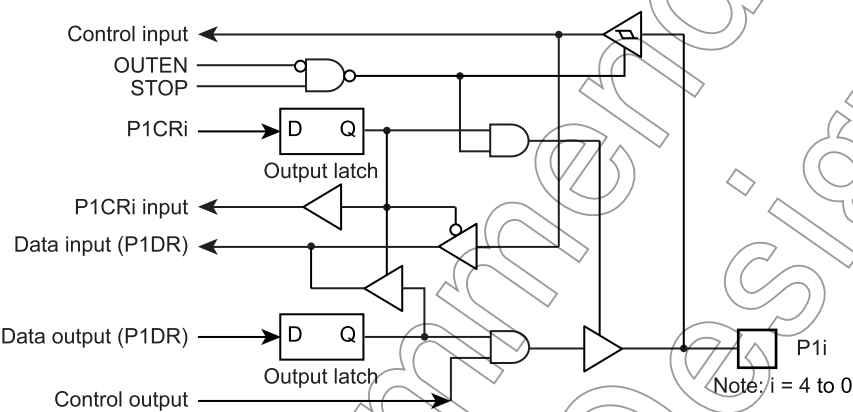 Control input
OUTEN
STOP
P1CRi
D Q
Output latch
P1CRi input
Data input (P1DR)
Data output (P1DR)
D Q
Output latch
Control output
P1i
Note: i = 4 to 0